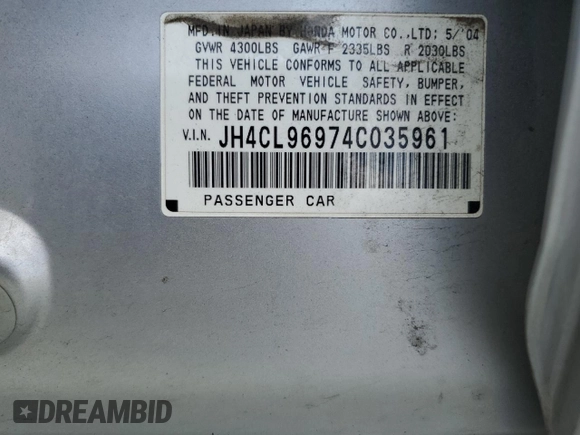 MFD.IN JAPAN BY HONDA MOTOR CO.,LTD: 5/'04
GVWR 4300LBS GAWR F 2335LBS R 2030LBS
THIS VEHICLE CONFORMS TO ALL APPLICABLE
FEDERAL MOTOR VEHICLE SAFETY, BUMPER,
AND THEFT PREVENTION STANDARDS IN EFFECT
ON THE DATE OF MANUFACTURE SHOWN ABOVE:
V.I.N. JH4CL96974C035961
PASSENGER CAR
DREAMBID